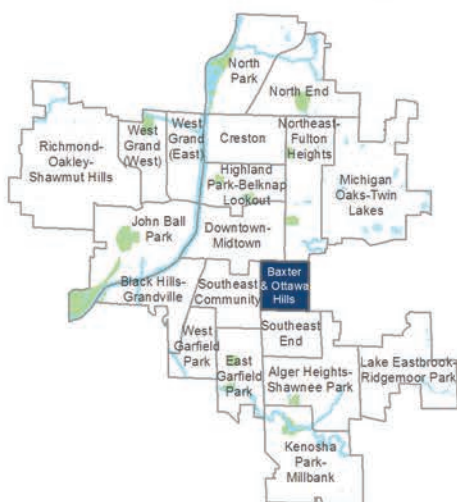 North
Park
North End
West
Grand
(West)
West
Grand
(East)
Creston
Northeast-
Fulton
Heights
Richmond-
Oakley-
Shawmut Hills
Highland
Park-Belknap
Lookout
Michigan
Oaks-Twin
Lakes
John Ball
Park
Downtown-
Midtown
Black Hills-
Grandville
Southeast
Community
Baxter
& Ottawa
Hills
West
Garfield
Park
Southeast
End
East
Garfield
Park
Alger Heights-
Shawnee Park
Lake Eastbrook-
Ridgemoor Park
Kenosha
Park-
Millbank